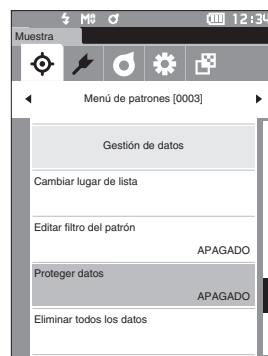 M 12:34
Muestra
Menú de patrones [0003]
Gestión de datos
Cambiar lugar de lista
Editar filtro del patrón
APAGADO
Proteger datos
APAGADO
Eliminar todos los datos